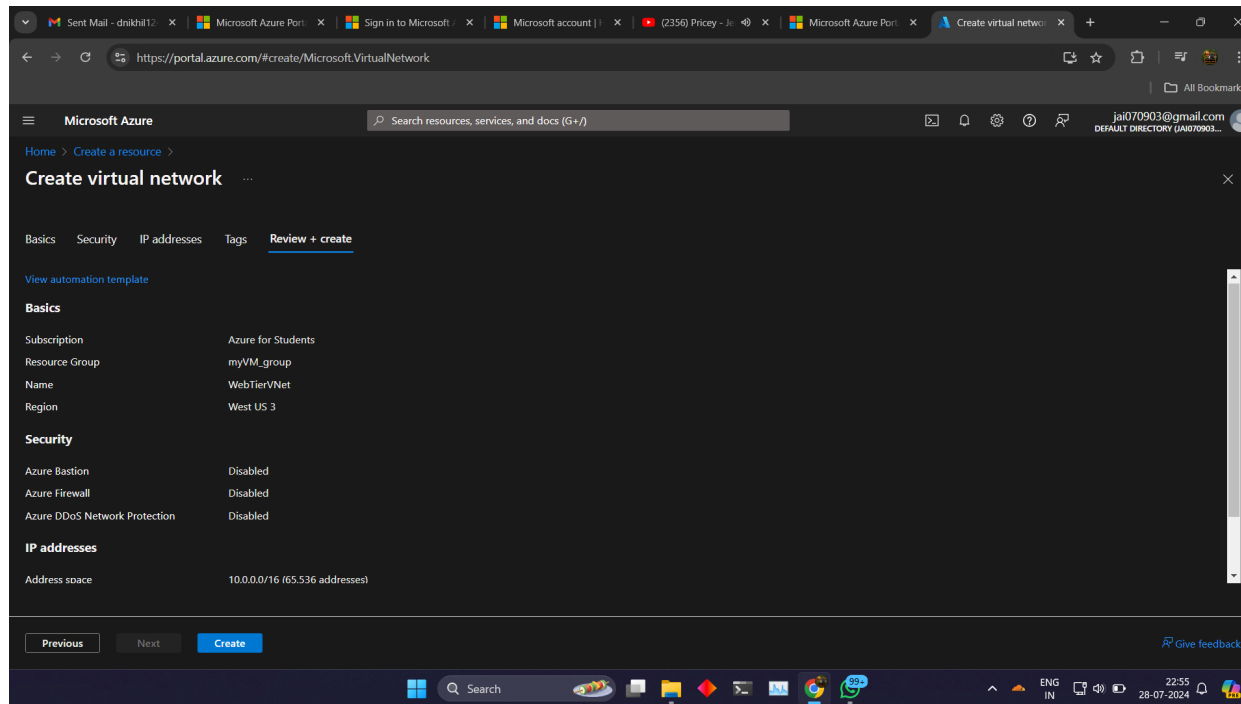 Sent Mail - dnikhil12
Microsoft Azure Port
Sign in to Microsoft
Microsoft account |
(2356) Pricey - Je
Microsoft Azure Port
Create virtual networ
https://portal.azure.com/#create/Microsoft.VirtualNetwork
All Bookmark
Microsoft Azure
Search resources, services, and docs (G+/)
jai070903@gmail.com
DEFAULT DIRECTORY (JAI070903...
Home > Create a resource >
Create virtual network ...
Basics Security IP addresses Tags Review + create
View automation template
Basics
Subscription Azure for Students
Resource Group myVM_group
Name WebTierVNet
Region West US 3
Security
Azure Bastion Disabled
Azure Firewall Disabled
Azure DDoS Network Protection Disabled
IP addresses
Address space 10.0.0.0/16 (65,536 addresses)
Previous Next Create
Give feedback
Search
99+
ENG
IN
22:55
28-07-2024
PRE